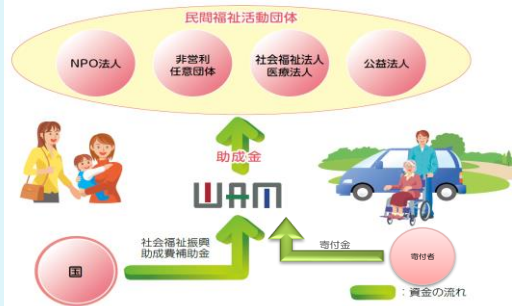 民間福祉活動団体
NPO法人
非営利
任意団体
社会福祉法人
医療法人
公益法人
助成金
WAM
社会福祉振興
助成費補助金
寄付金
国
寄付者
：資金の流れ